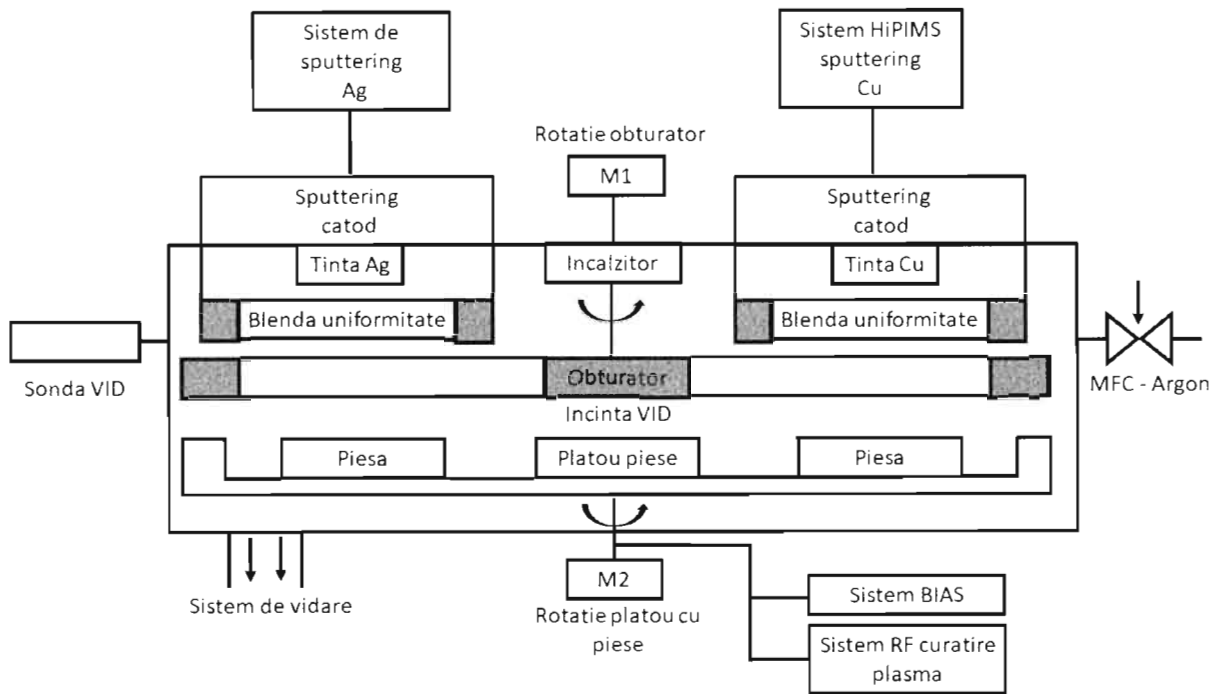 Sistem de
sputtering
Ag
Sistem HiPIMS
sputtering
Cu
Rotatie obturator
M1
Sputtering
catod
Sputtering
catod
Tinta Ag
Incalzitor
Tinta Cu
Blenda uniformitate
Blenda uniformitate
Sonda VID
Obturator
MFC - Argon
Incinta VID
Piesa
Platou piese
Piesa
M2
Sistem de vidare
Rotatie platou cu
piese
Sistem BIAS
Sistem RF curatire
plasma